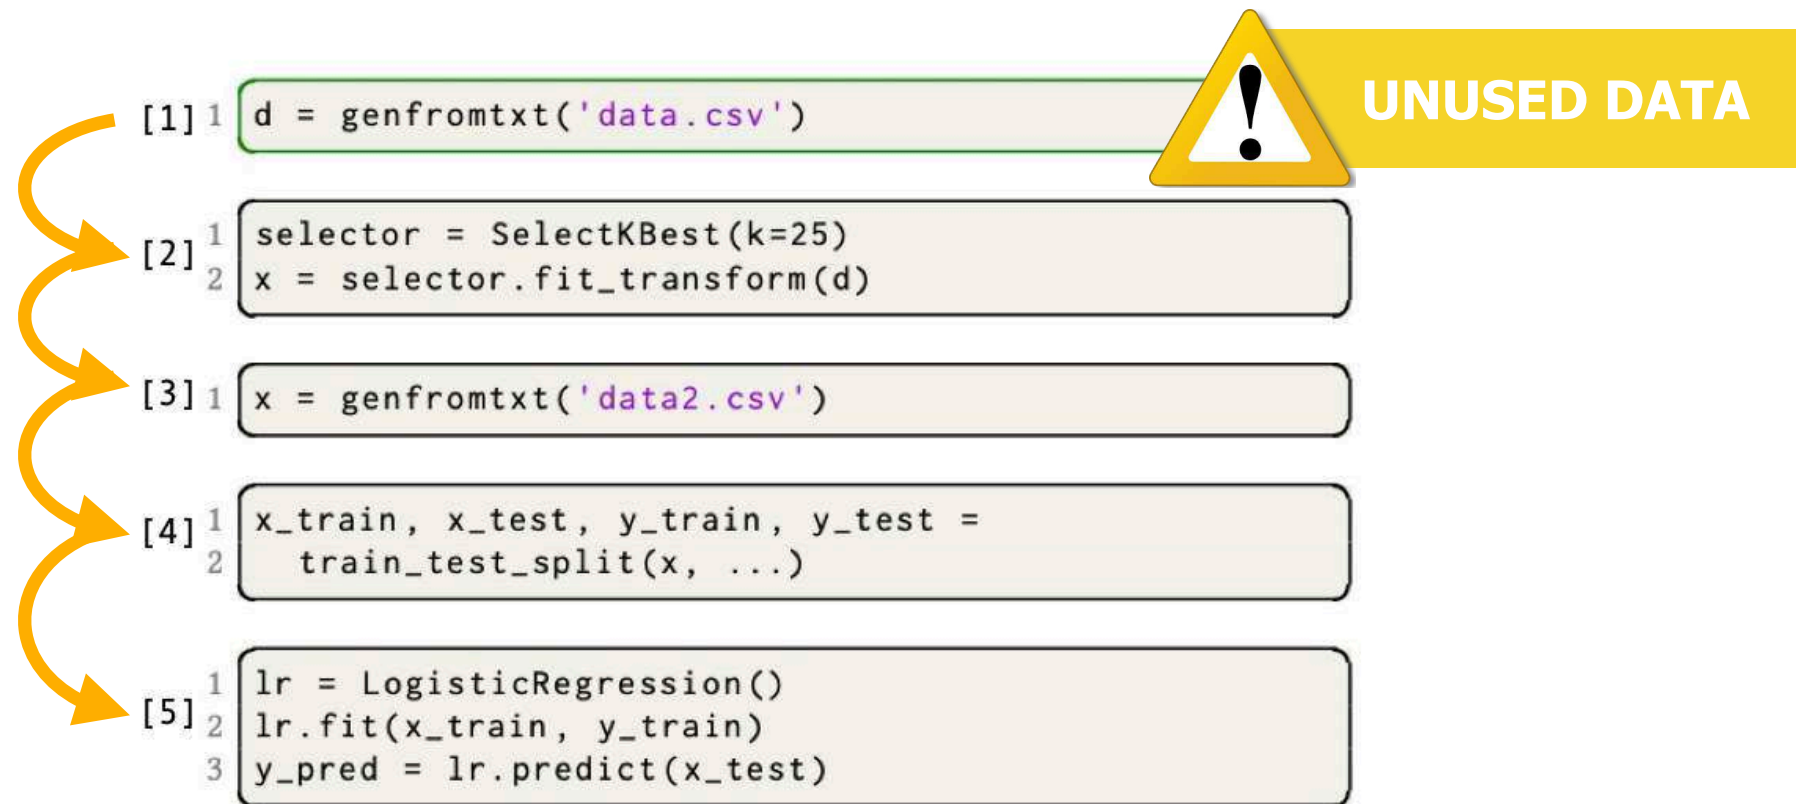 [1] 1 d = genfromtxt('data.csv')
UNUSED DATA
[2] 1 selector = SelectKBest(k=25)
2 x = selector.fit_transform(d)
[3] 1 x = genfromtxt('data2.csv')
[4] 1 x_train, x_test, y_train, y_test =
2 train_test_split(x, ...)
[5] 1 lr = LogisticRegression()
2 lr.fit(x_train, y_train)
3 y_pred = lr.predict(x_test)